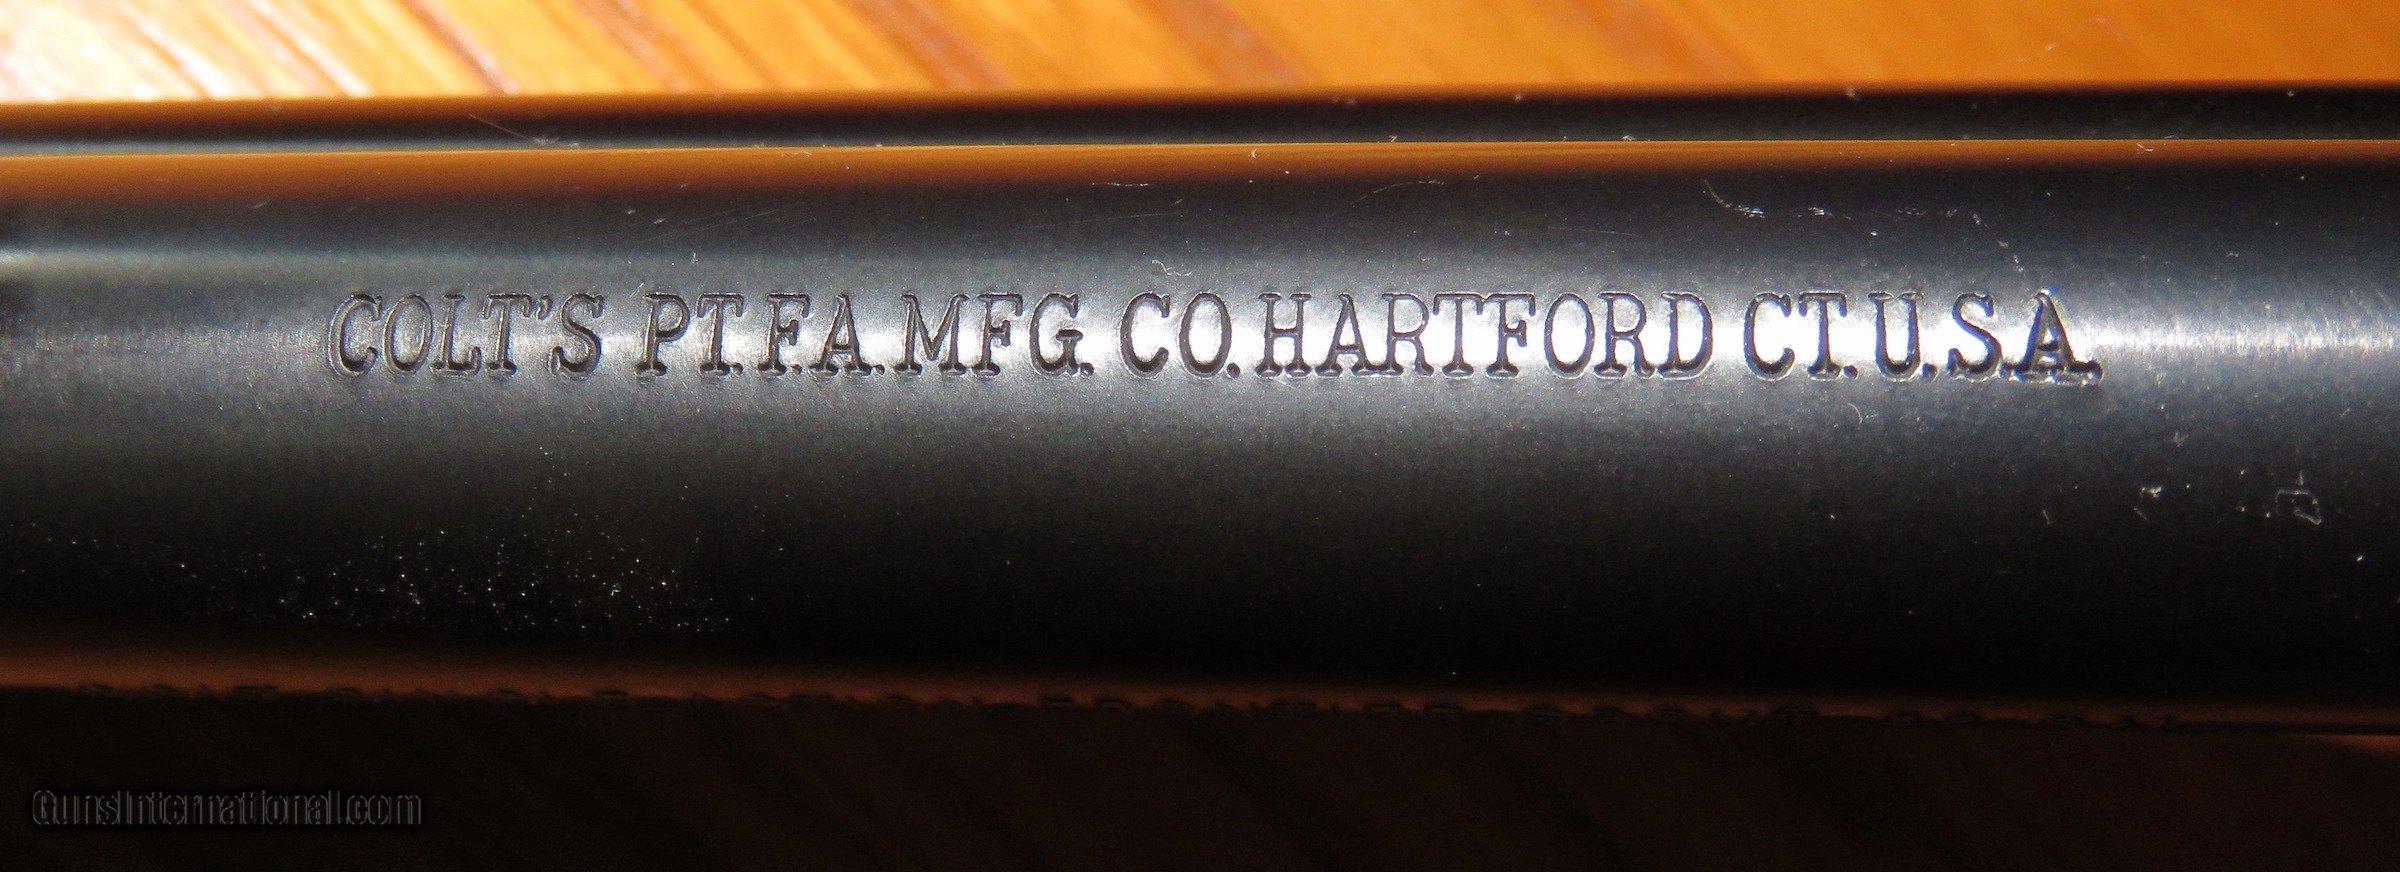 COLT'S PT.F.A.MFG. CO.HARTFORD CT.U.S.A.
GunsInternational.com